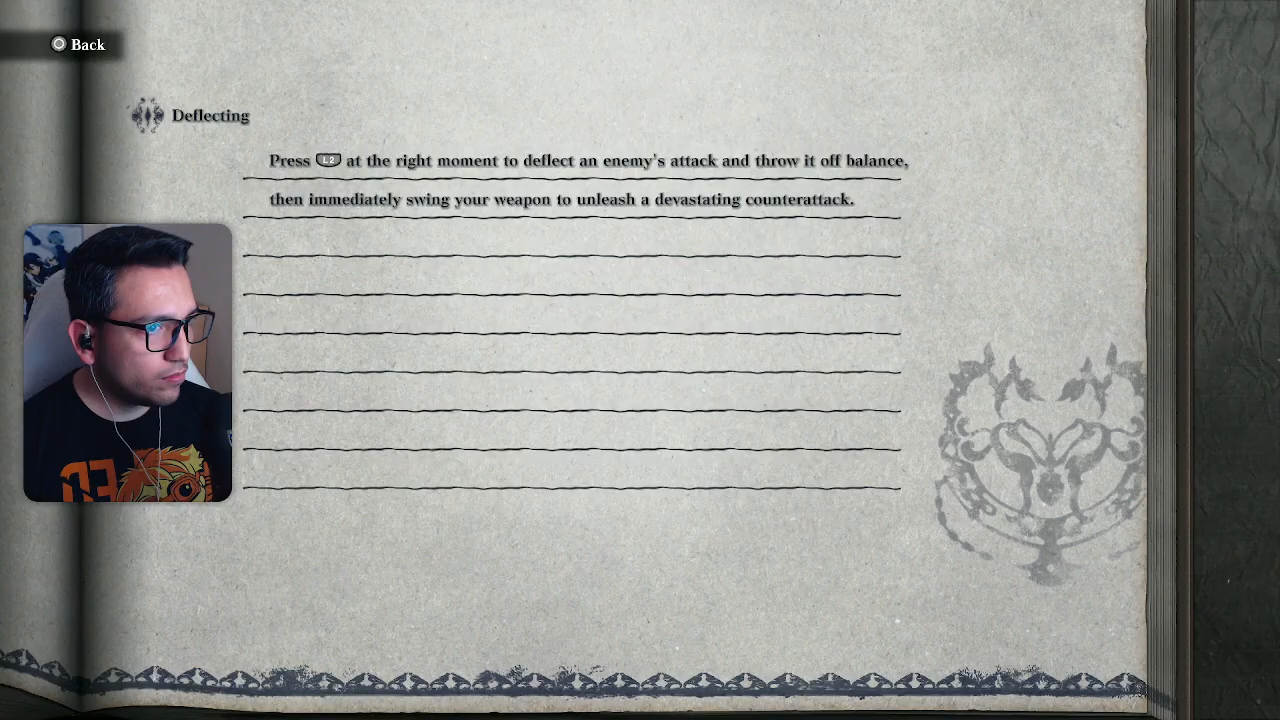 Back
Deflecting
Press L2 at the right moment to deflect an enemy's attack and throw it off balance,
then immediately swing your weapon to unleash a devastating counterattack.